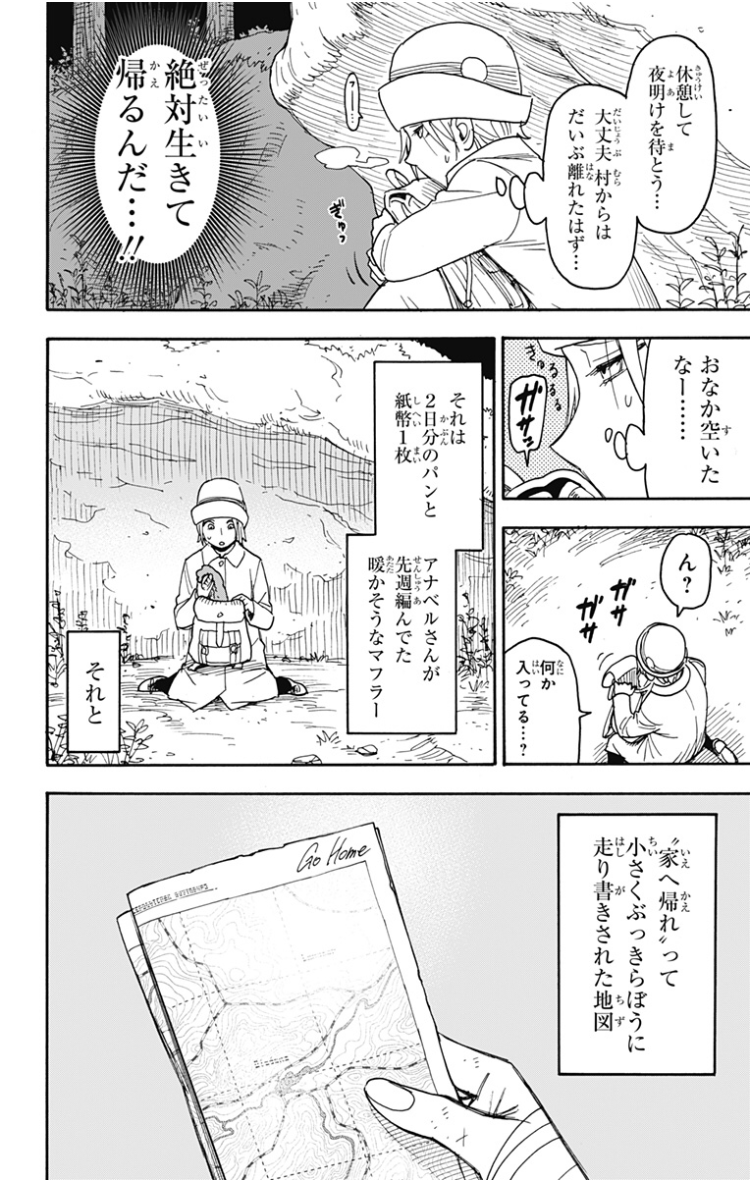 休憩して
夜明けを待とう…
大丈夫 村からは
だいぶ離れたはず…
ふー…
ぎゅっ
絶対生きて
帰るんだ…!!
おなか空いた
なー……
きゅるるる
ガサッ
ん?
ガサ
ガサ
何か
入ってる…?
それは
2日分のパンと
紙幣1枚
アナベルさんが
先週編んでた
暖かそうなマフラー
それと
〝家へ帰れ〟って
小さくぶっきらぼうに
走り書きされた地図
Go Home